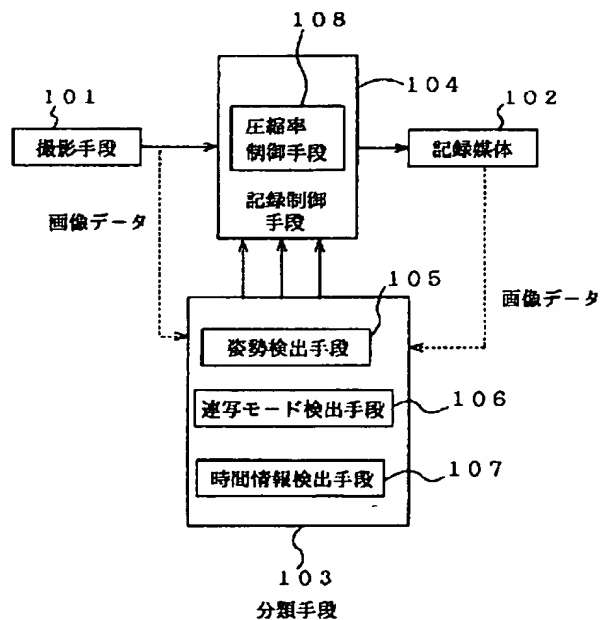 108
104
101
102
撮影手段
圧縮率
制御手段
記録媒体
記録制御
手段
画像データ
画像データ
105
姿勢検出手段
連写モード検出手段
106
時間情報検出手段
107
103
分類手段